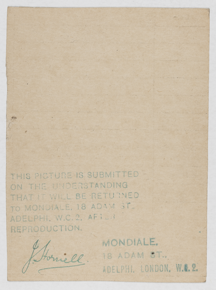 THIS PICTURE IS SUBMITTED
ON THE UNDERSTANDING
THAT IT WILL BE RETURNED
TO MONDIALE, 18 ADAM ST.
ADELPHI, W.C.2, AFTER
REPRODUCTION.
MONDIALE,
18 ADAM ST.,
ADELPHI, LONDON, W.C.2.